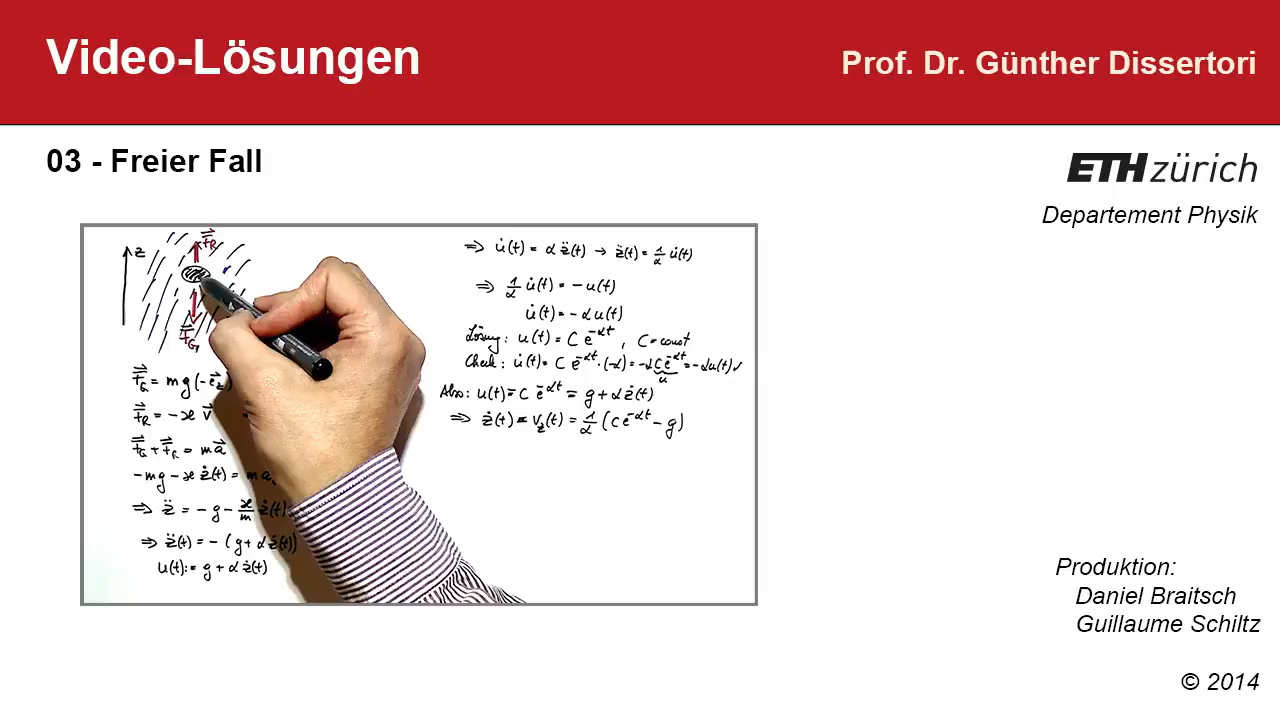 Video-Lösungen
Prof. Dr. Günther Dissertori
03 - Freier Fall
ETH zürich
Departement Physik
z
F_R
F_G
F_G = mg(-e_z
F_R = -ϰ v
F_G + F_R = ma
-mg - ϰ ż(t) = ma
⇒ z̈ = -g - ϰ/m ż(t)
⇒ z̈(t) = -(g + α ż(t))
u(t) := g + α ż(t)
⇒ u̇(t) = α z̈(t) → z̈(t) = 1/α u̇(t)
⇒ 1/α u̇(t) = -u(t)
u̇(t) = -α u(t)
Lösung: u(t) = C e^-αt , C = const
Check: u̇(t) = C e^-αt · (-α) = -α C e^-αt = -α u(t) ✓
u
Also: u(t) = C e^-αt = g + α ż(t)
⇒ ż(t) = v_z(t) = 1/α (C e^-αt - g)
Produktion:
Daniel Braitsch
Guillaume Schiltz
© 2014